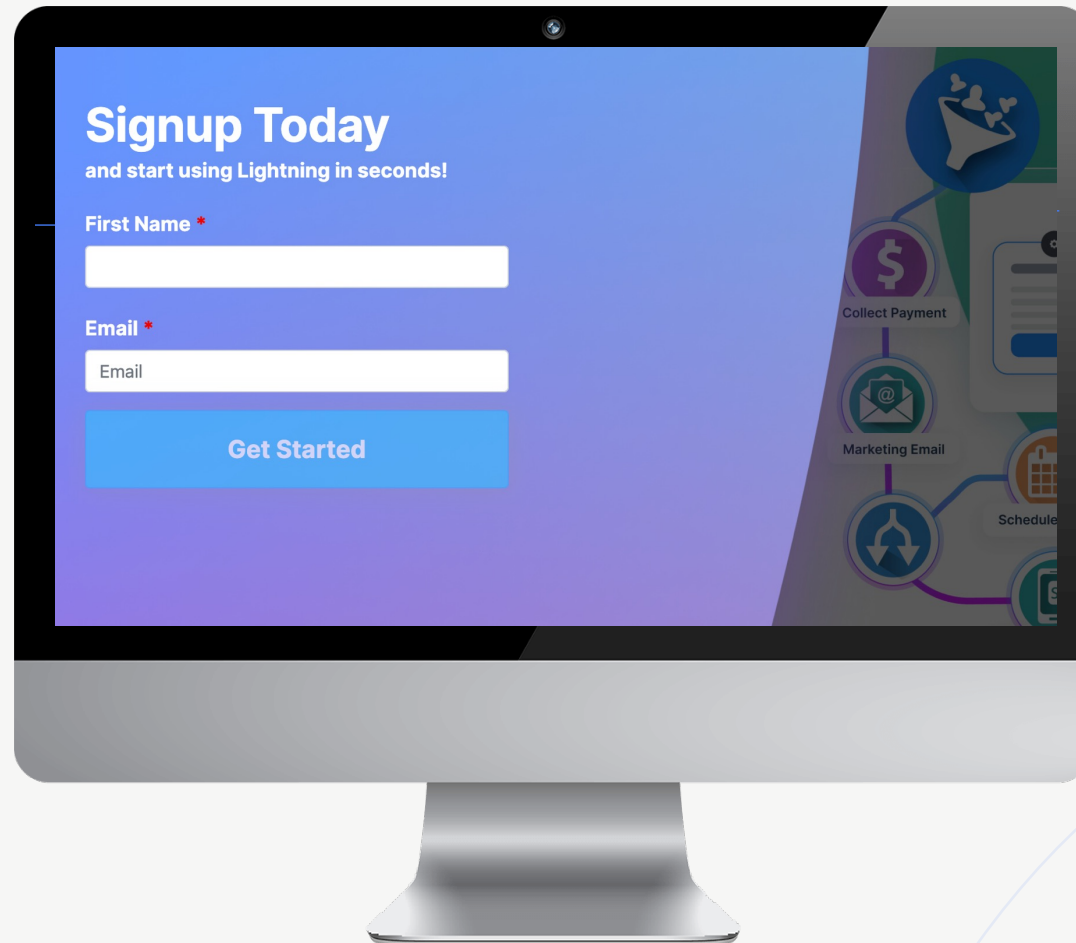 Signup Today
and start using Lightning in seconds!
First Name *
Email *
Email
Get Started
Collect Payment
Marketing Email
Schedule
$
@